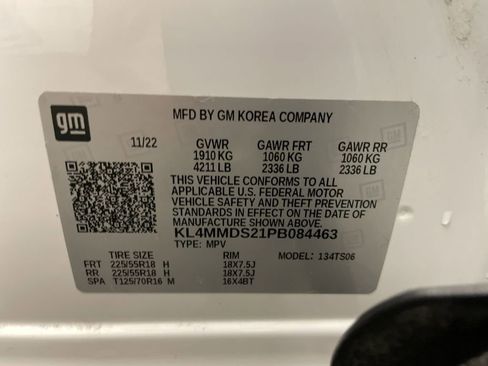 gm
MFD BY GM KOREA COMPANY
11/22 GVWR GAWR FRT GAWR RR
1910 KG 1060 KG 1060 KG
4211 LB 2336 LB 2336 LB
THIS VEHICLE CONFORMS TO ALL
APPLICABLE U.S. FEDERAL MOTOR
VEHICLE SAFETY AND THEFT PREVENTION
STANDARDS IN EFFECT ON THE DATE OF
MANUFACTURE SHOWN ABOVE.
KL4MMDS21PB084463
TYPE: MPV
TIRE SIZE RIM MODEL: 134TS06
FRT 225/55R18 H 18X7.5J
RR 225/55R18 H 18X7.5J
SPA T125/70R16 M 16X4BT